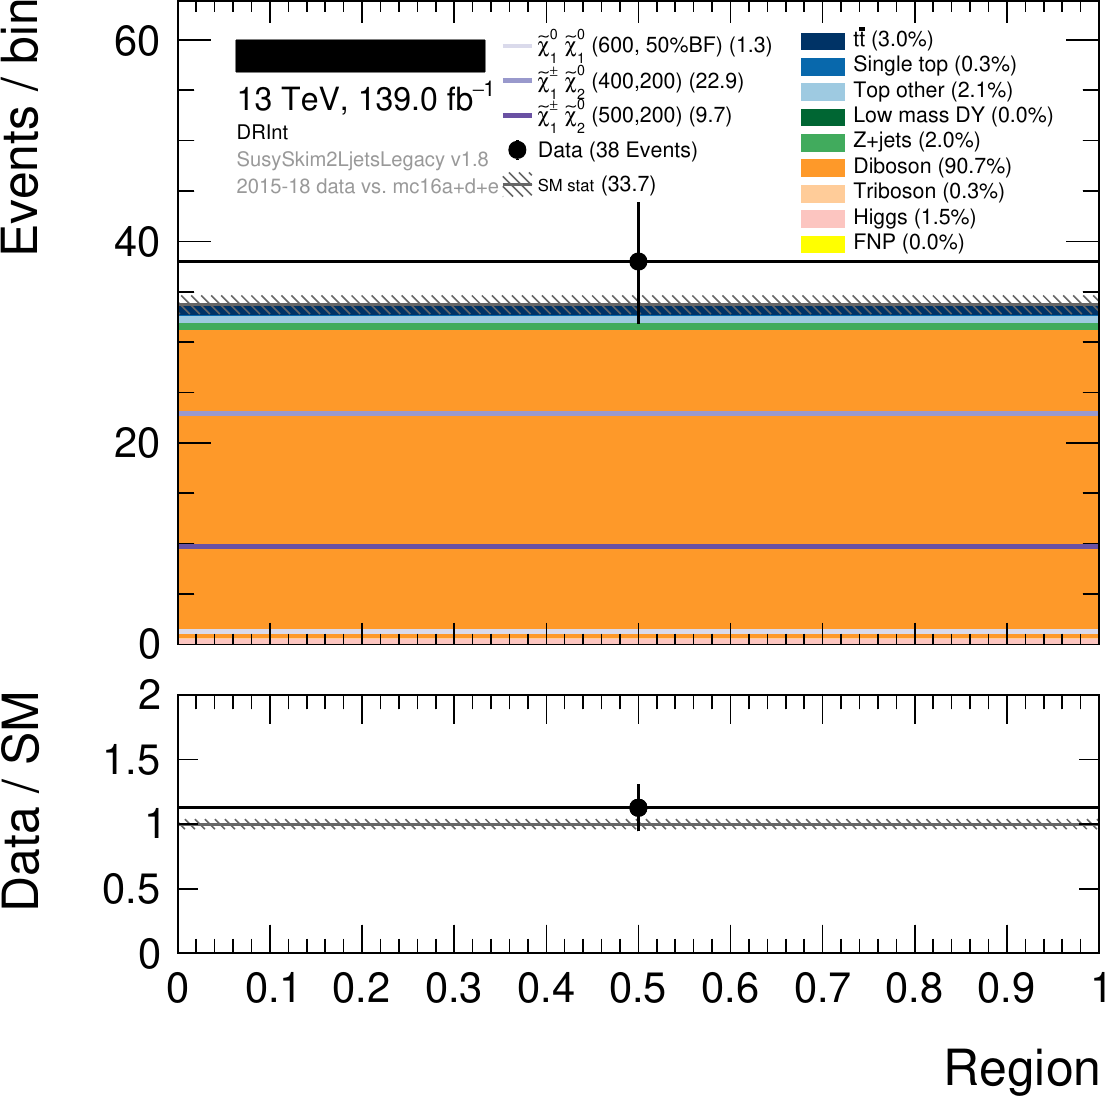 Events / bin
60
40
20
0
13 TeV, 139.0 fb⁻¹
DRInt
SusySkim2LjetsLegacy v1.8
2015-18 data vs. mc16a+d+e
χ̃₁⁰ χ̃₁⁰ (600, 50%BF) (1.3)
χ̃₁± χ̃₂⁰ (400,200) (22.9)
χ̃₁± χ̃₂⁰ (500,200) (9.7)
Data (38 Events)
SM stat (33.7)
tt̄ (3.0%)
Single top (0.3%)
Top other (2.1%)
Low mass DY (0.0%)
Z+jets (2.0%)
Diboson (90.7%)
Triboson (0.3%)
Higgs (1.5%)
FNP (0.0%)
Data / SM
2
1.5
1
0.5
0
0 0.1 0.2 0.3 0.4 0.5 0.6 0.7 0.8 0.9 1
Region